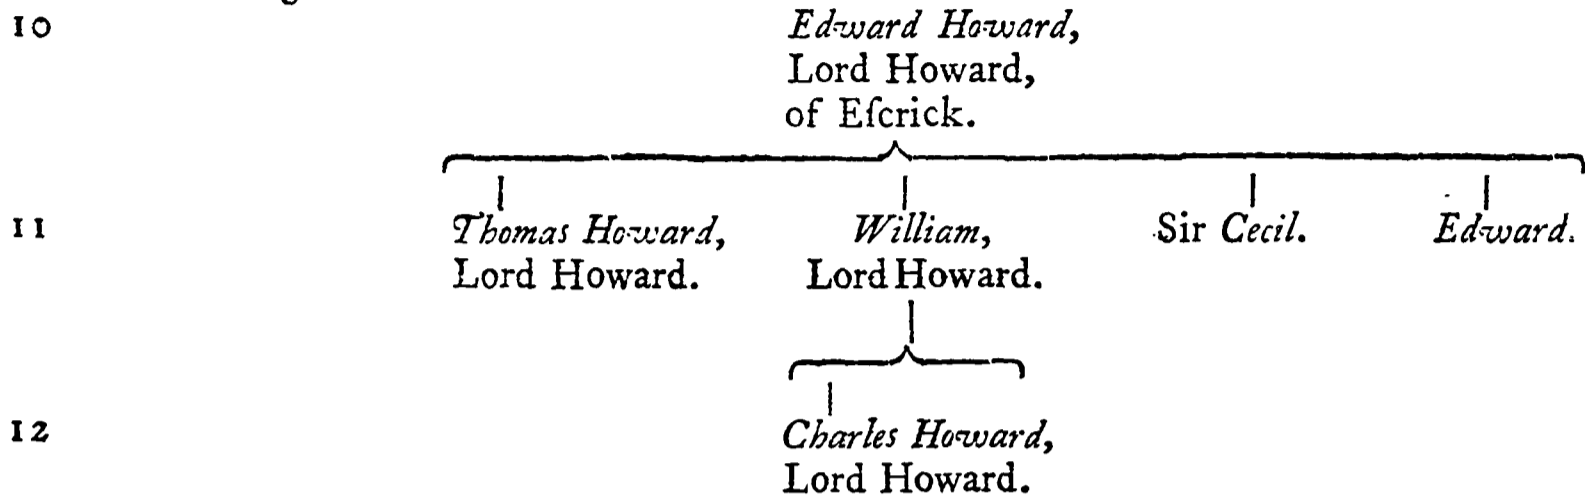 10 Edward Howard,
Lord Howard,
of Eſcrick.
11 Thomas Howard, William, Sir Cecil. Edward.
Lord Howard. Lord Howard.
12 Charles Howard,
Lord Howard.